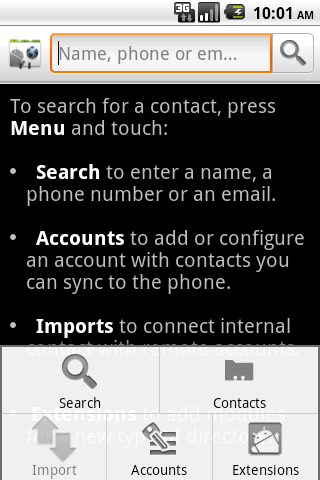 3G
10:01 AM
Name, phone or em...
To search for a contact, press
Menu and touch:
• Search to enter a name, a
phone number or an email.
• Accounts to add or configure
an account with contacts you
can sync to the phone.
• Imports to connect internal
contact with remote accounts.
• Extensions to add modules
for a new type of directory.
Search
Contacts
Import
Accounts
Extensions